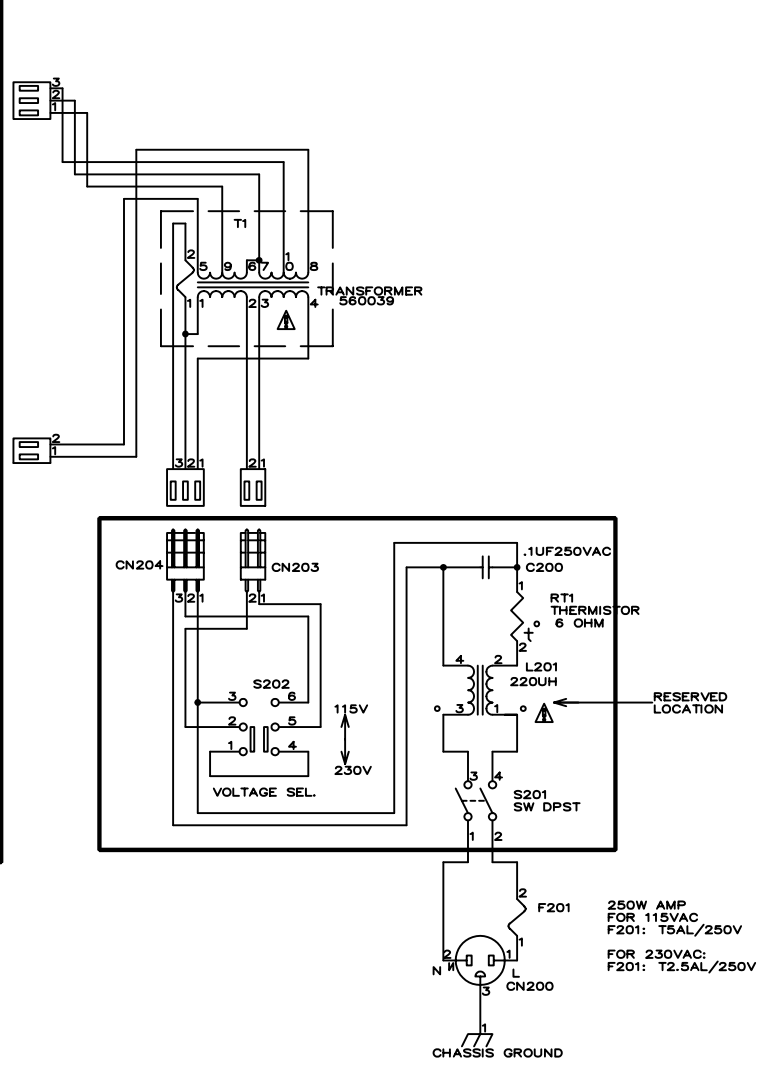 3
2
1
T1
2
5 9 6 7 10 8
1 1 2 3 4
TRANSFORMER
560039
2
1
3 2 1
2 1
CN204
CN203
3 2 1
2 1
.1UF250VAC
C200
1
RT1
THERMISTOR
6 OHM
t
2
4 2
L201
220UH
3 1
RESERVED
LOCATION
S202
3 6
2 5
1 4
115V
230V
VOLTAGE SEL.
3 4
S201
SW DPST
1 2
2
F201
1
250W AMP
FOR 115VAC
F201: T5AL/250V
FOR 230VAC:
F201: T2.5AL/250V
2 1
N N L
CN200
3
1
CHASSIS GROUND